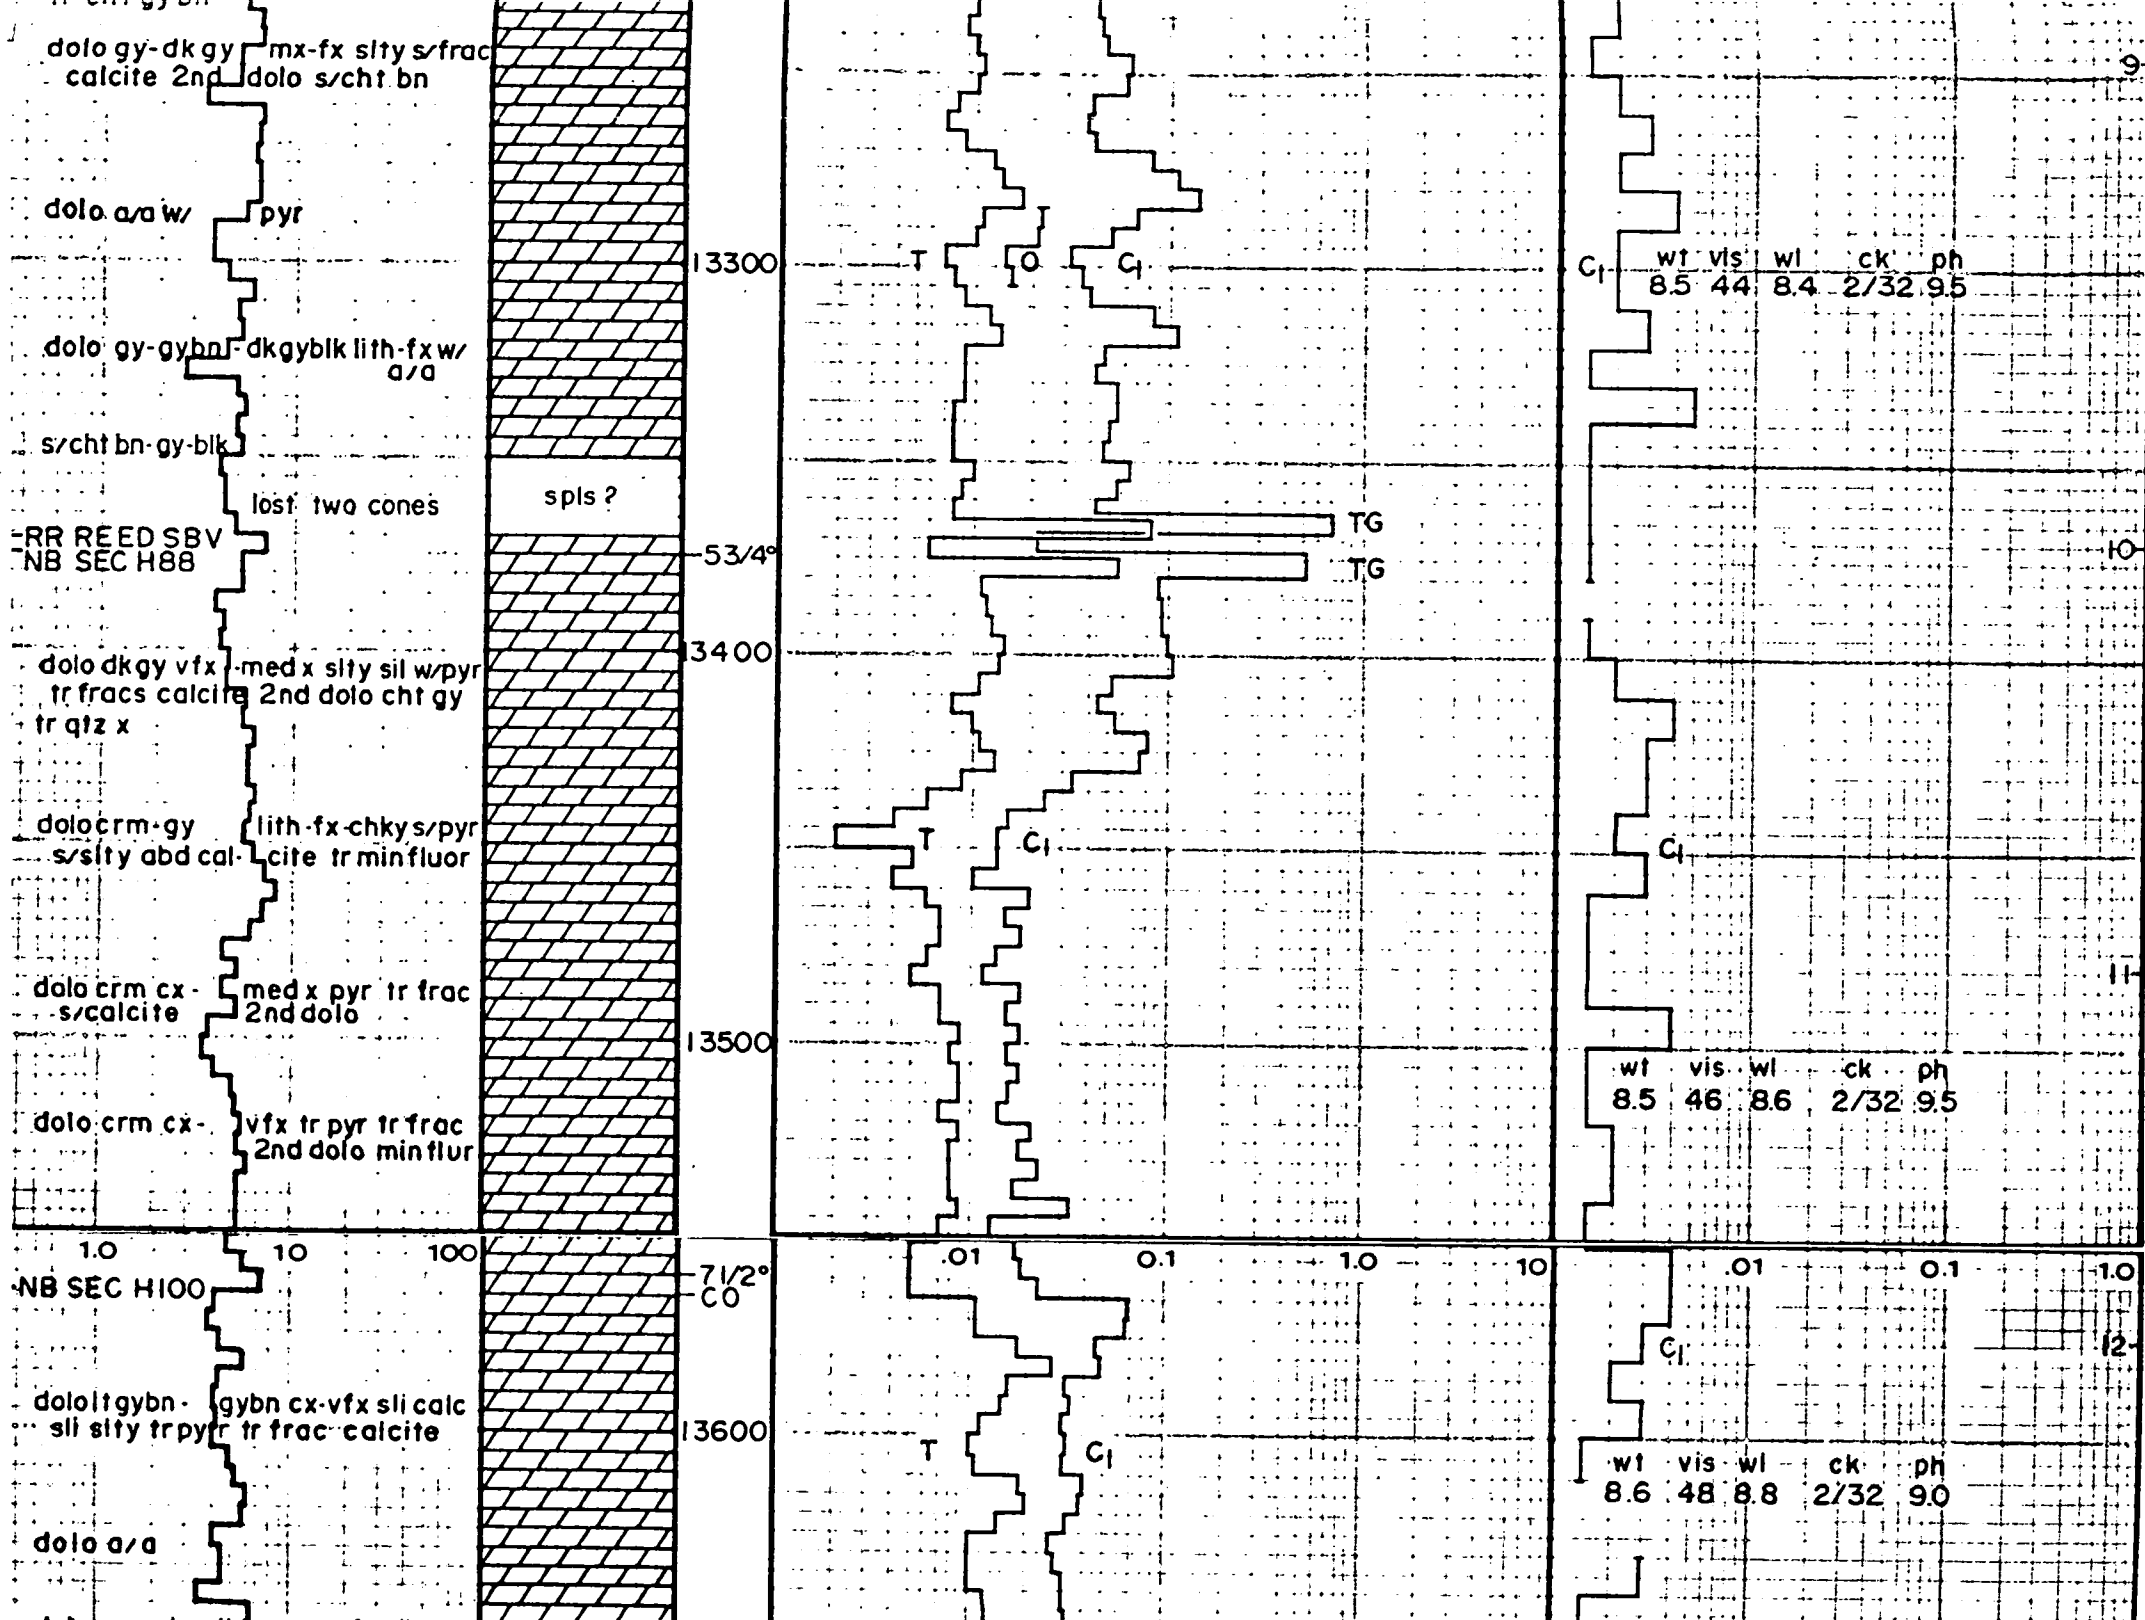 dolo gy-dk gy mx-fx slty s/frac
calcite 2nd dolo s/cht bn
9
dolo a/a w/ pyr
13300
T O C1
C1
wt vis wl ck ph
8.5 44 8.4 2/32 9.5
dolo gy-gybn-dkgyblk lith-fx w/
a/a
s/cht bn-gy-blk
lost two cones
spls ?
TG
RR REED SBV
NB SEC H88
53/4°
10
TG
13400
dolo dkgy vfx-med x slty sil w/pyr
tr fracs calcite 2nd dolo cht gy
tr qtz x
dolo crm-gy lith-fx-chky s/pyr
s/slty abd cal-cite tr min fluor
T C1
C1
11
dolo crm cx- med x pyr tr frac
s/calcite 2nd dolo
13500
wt vis wl ck ph
8.5 46 8.6 2/32 9.5
dolo crm cx- vfx tr pyr tr frac
2nd dolo min flur
1.0 10 100
.01 0.1 1.0 10
.01 0.1 1.0
NB SEC H100
71/2°
CO
C1
12
dolo lt gybn- gybn cx-vfx sli calc
sli slty tr pyr tr frac calcite
13600
T C1
wt vis wl ck ph
8.6 48 8.8 2/32 9.0
dolo a/a